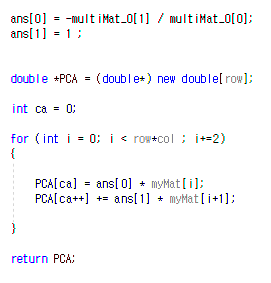 ans[0] = -multiMat_0[1] / multiMat_0[0];
ans[1] = 1 ;
double *PCA = (double*) new double[row];
int ca = 0;
for (int i = 0; i < row*col ; i+=2)
{
PCA[ca] = ans[0] * myMat[i];
PCA[ca++] += ans[1] * myMat[i+1];
}
return PCA;